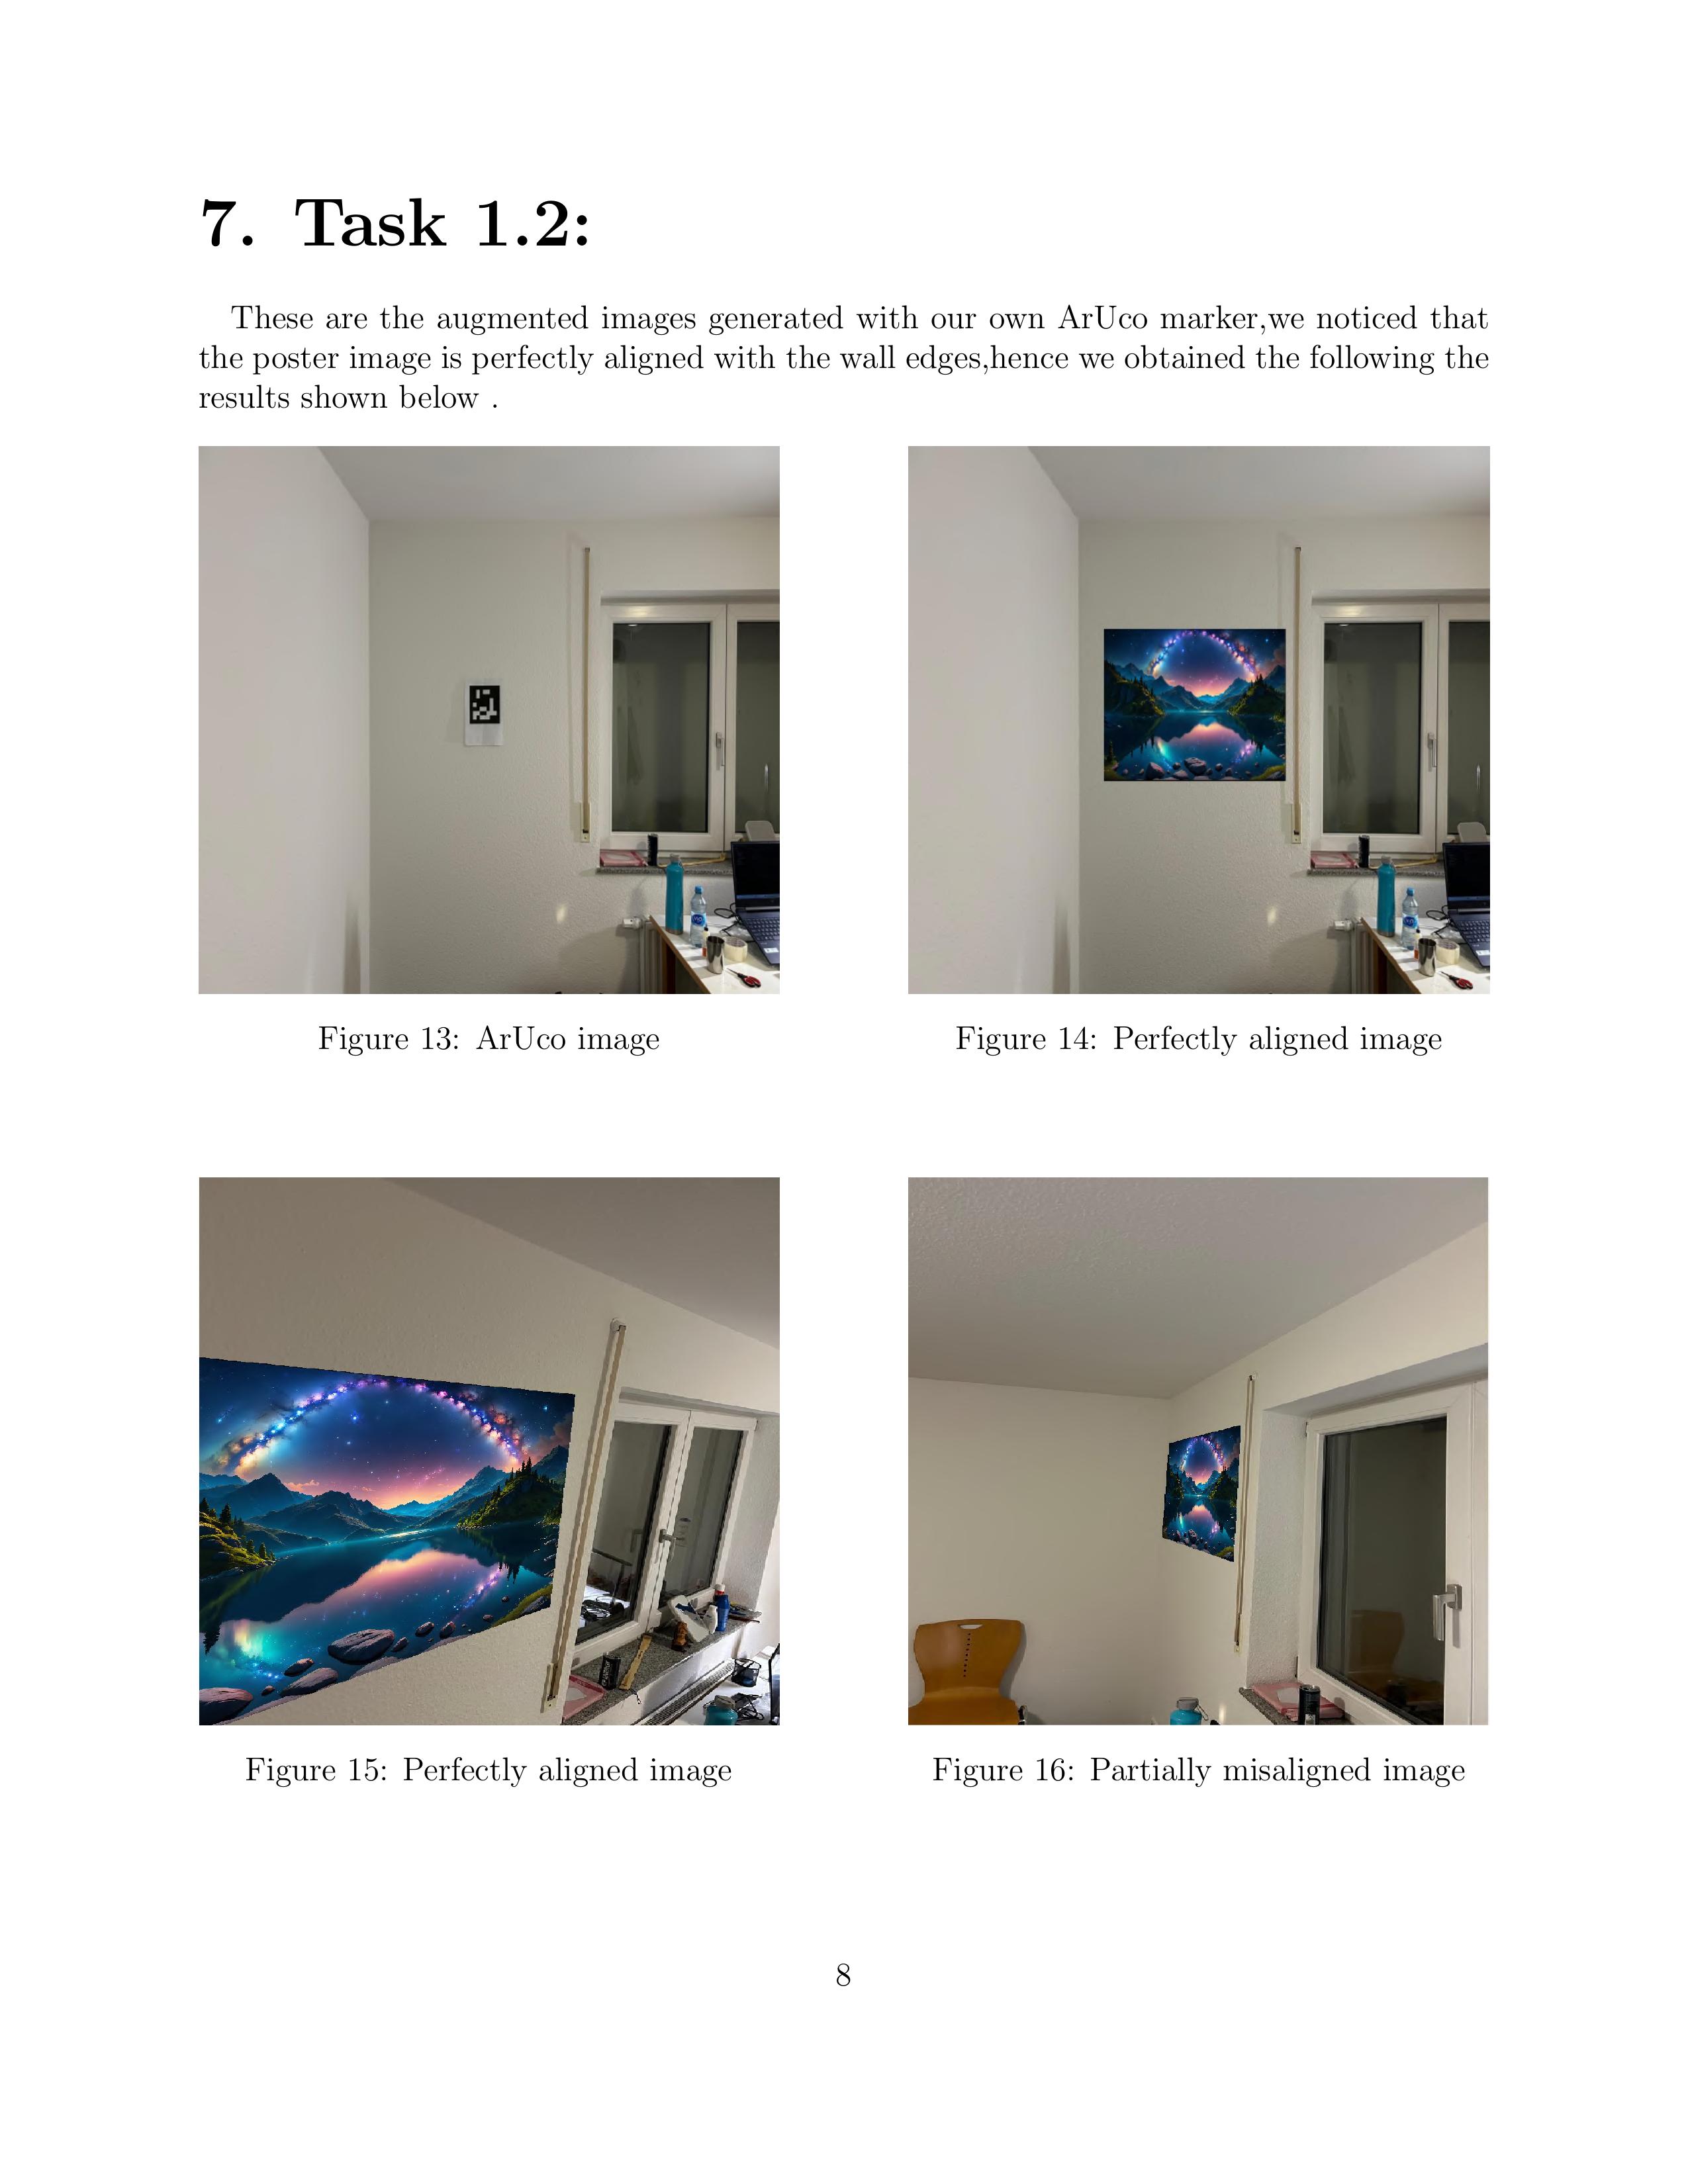 7. Task 1.2:
These are the augmented images generated with our own ArUco marker,we noticed that
the poster image is perfectly aligned with the wall edges,hence we obtained the following the
results shown below .
Figure 13: ArUco image
Figure 14: Perfectly aligned image
Figure 15: Perfectly aligned image
Figure 16: Partially misaligned image
8